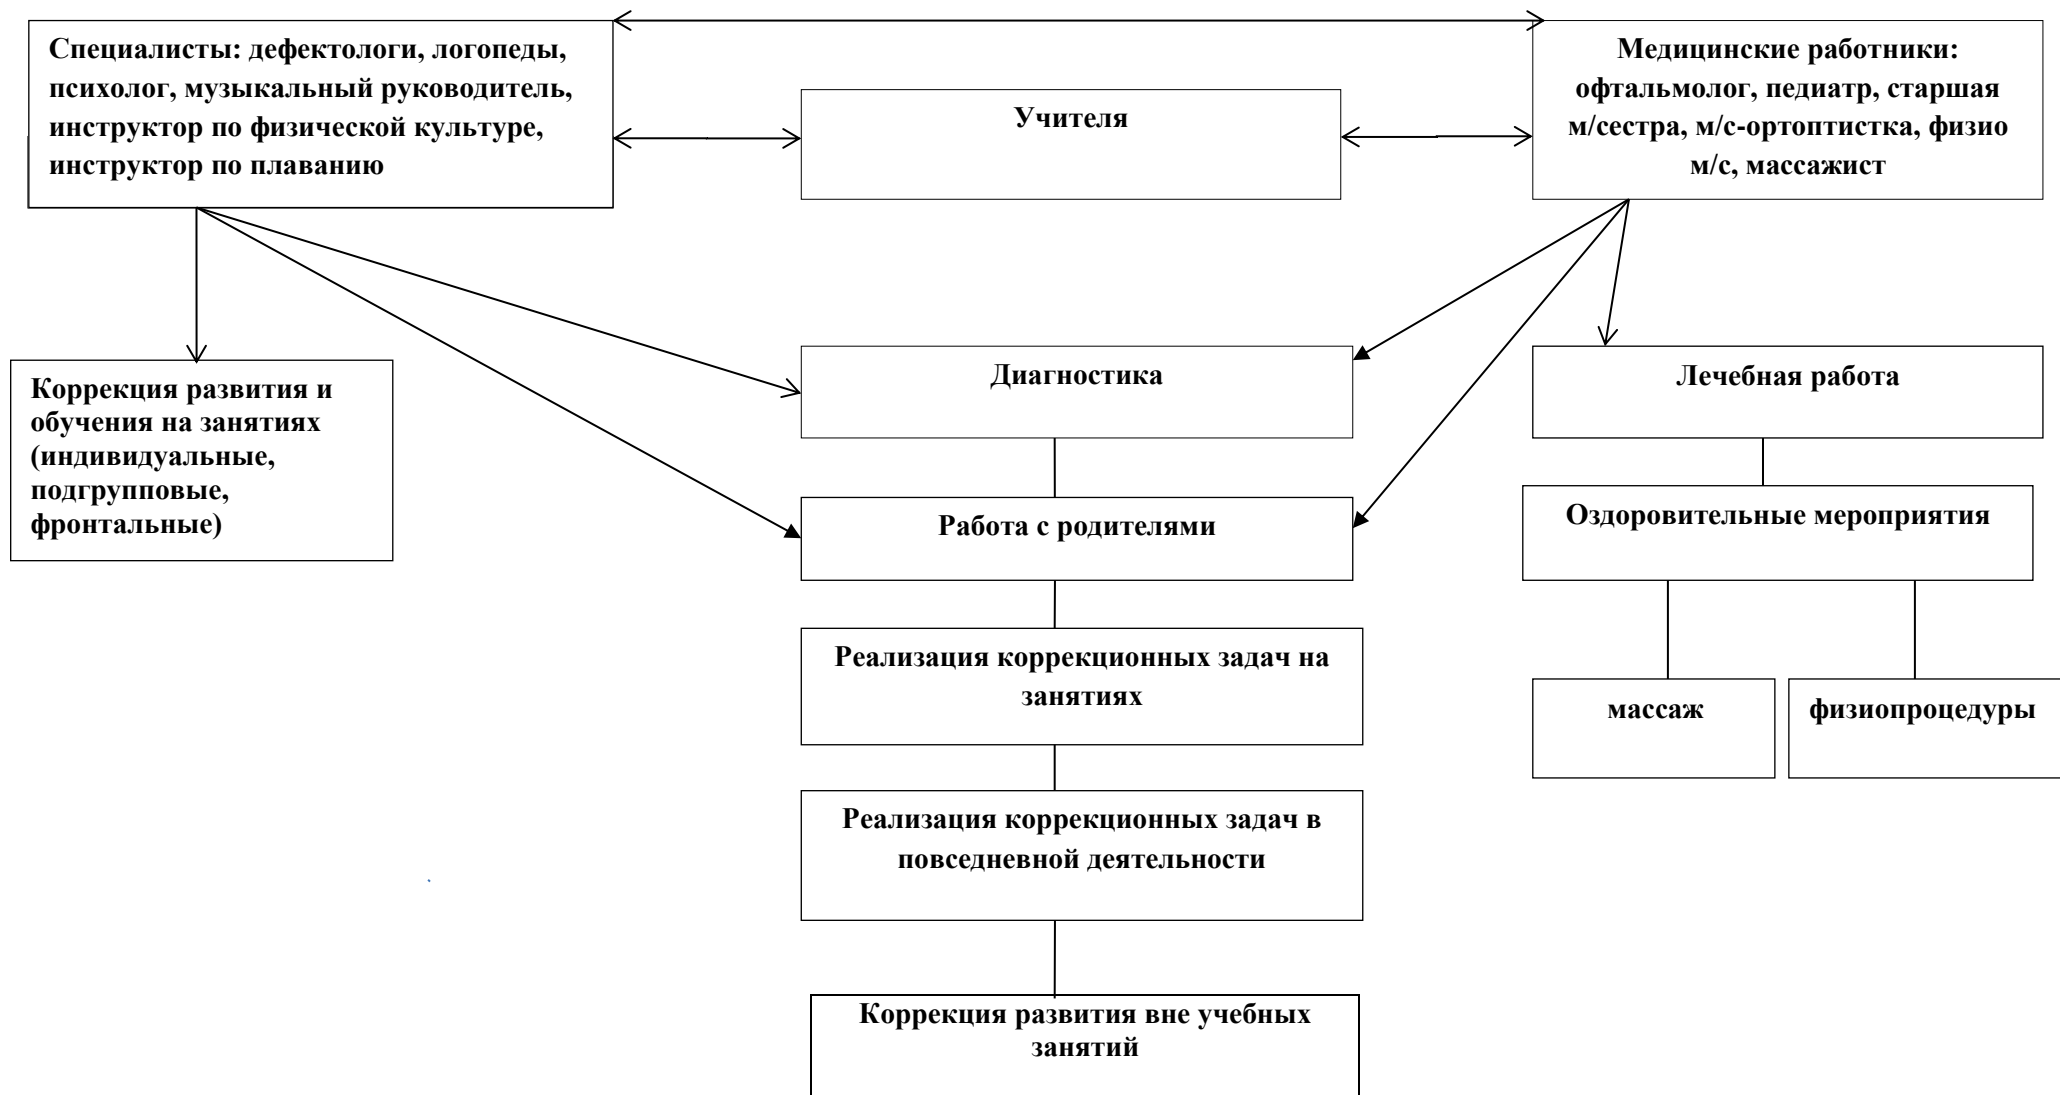 Специалисты: дефектологи, логопеды,
психолог, музыкальный руководитель,
инструктор по физической культуре,
инструктор по плаванию
Учителя
Медицинские работники:
офтальмолог, педиатр, старшая
м/сестра, м/с-ортоптистка, физио
м/с, массажист
Коррекция развития и
обучения на занятиях
(индивидуальные,
подгрупповые,
фронтальные)
Диагностика
Лечебная работа
Работа с родителями
Оздоровительные мероприятия
Реализация коррекционных задач на
занятиях
массаж
физиопроцедуры
Реализация коррекционных задач в
повседневной деятельности
Коррекция развития вне учебных
занятий